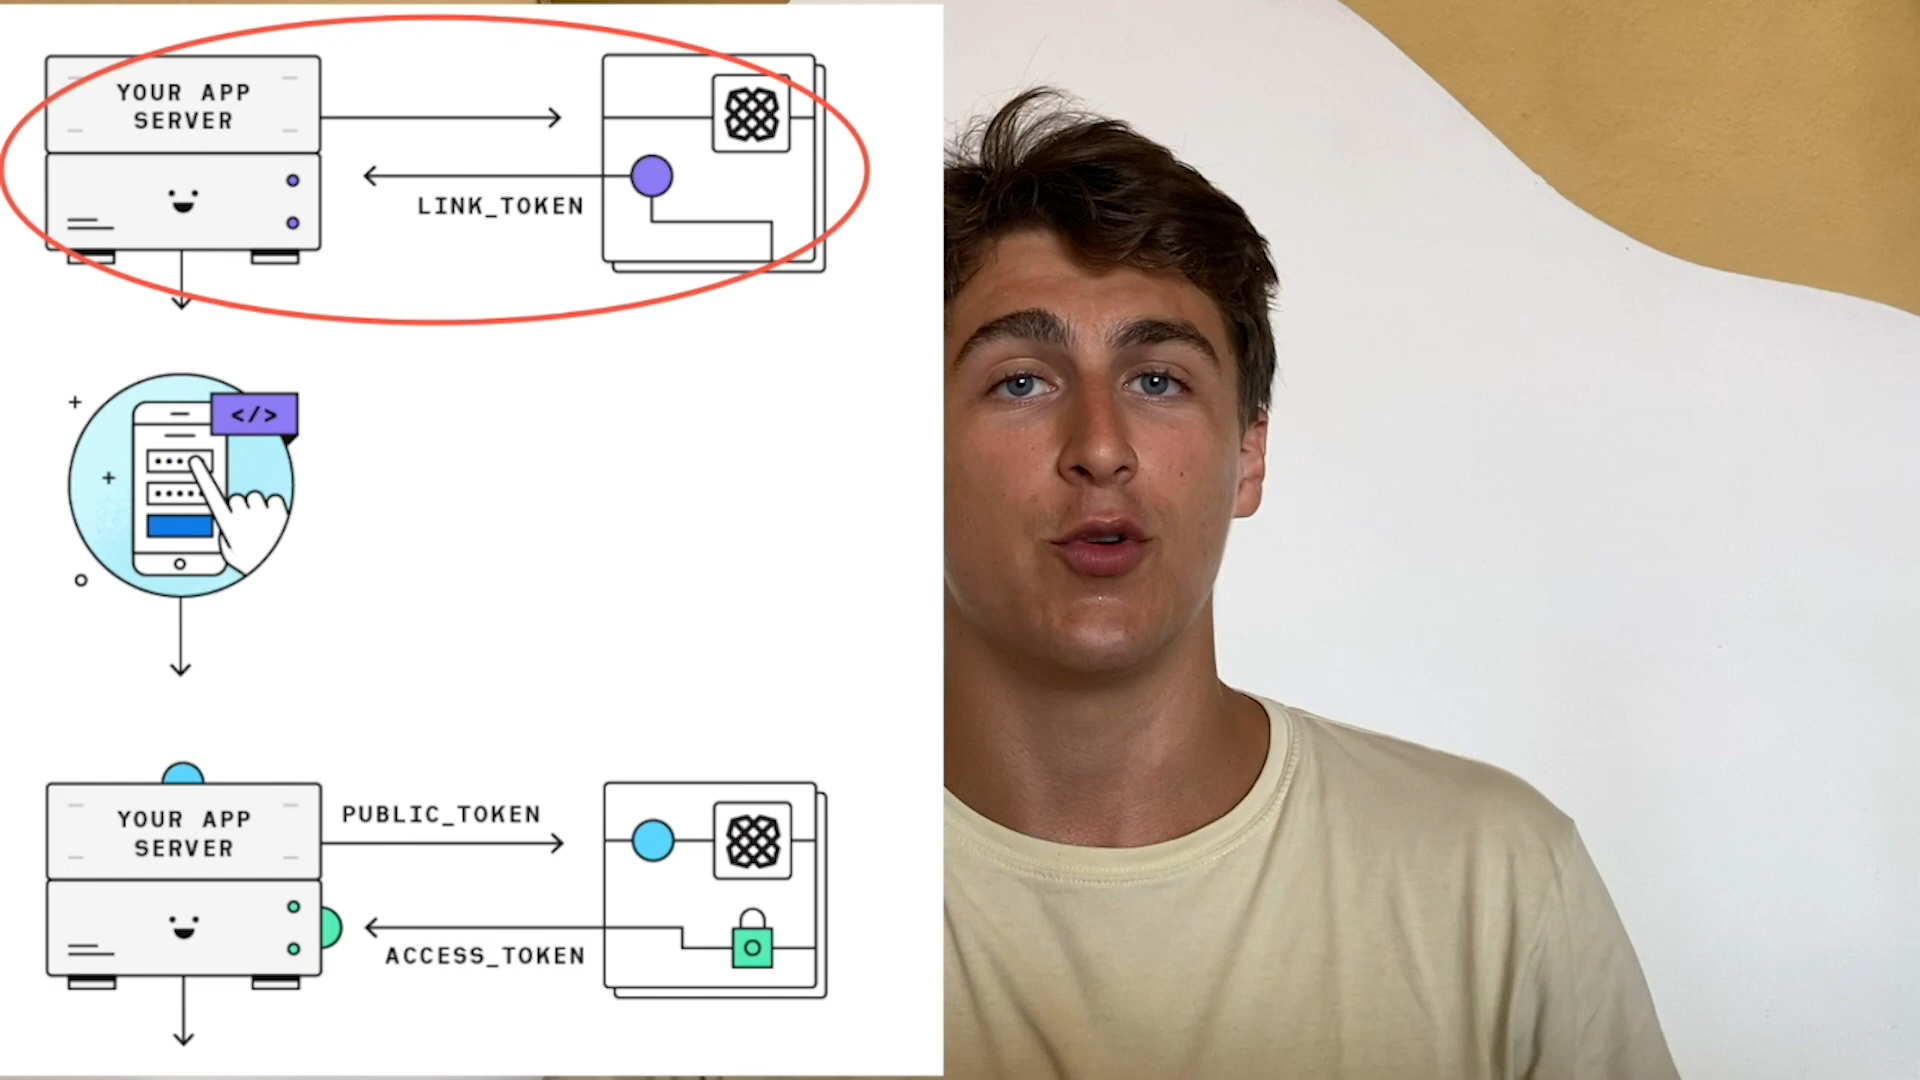 YOUR APP
SERVER
LINK_TOKEN
</>
YOUR APP
SERVER
PUBLIC_TOKEN
ACCESS_TOKEN